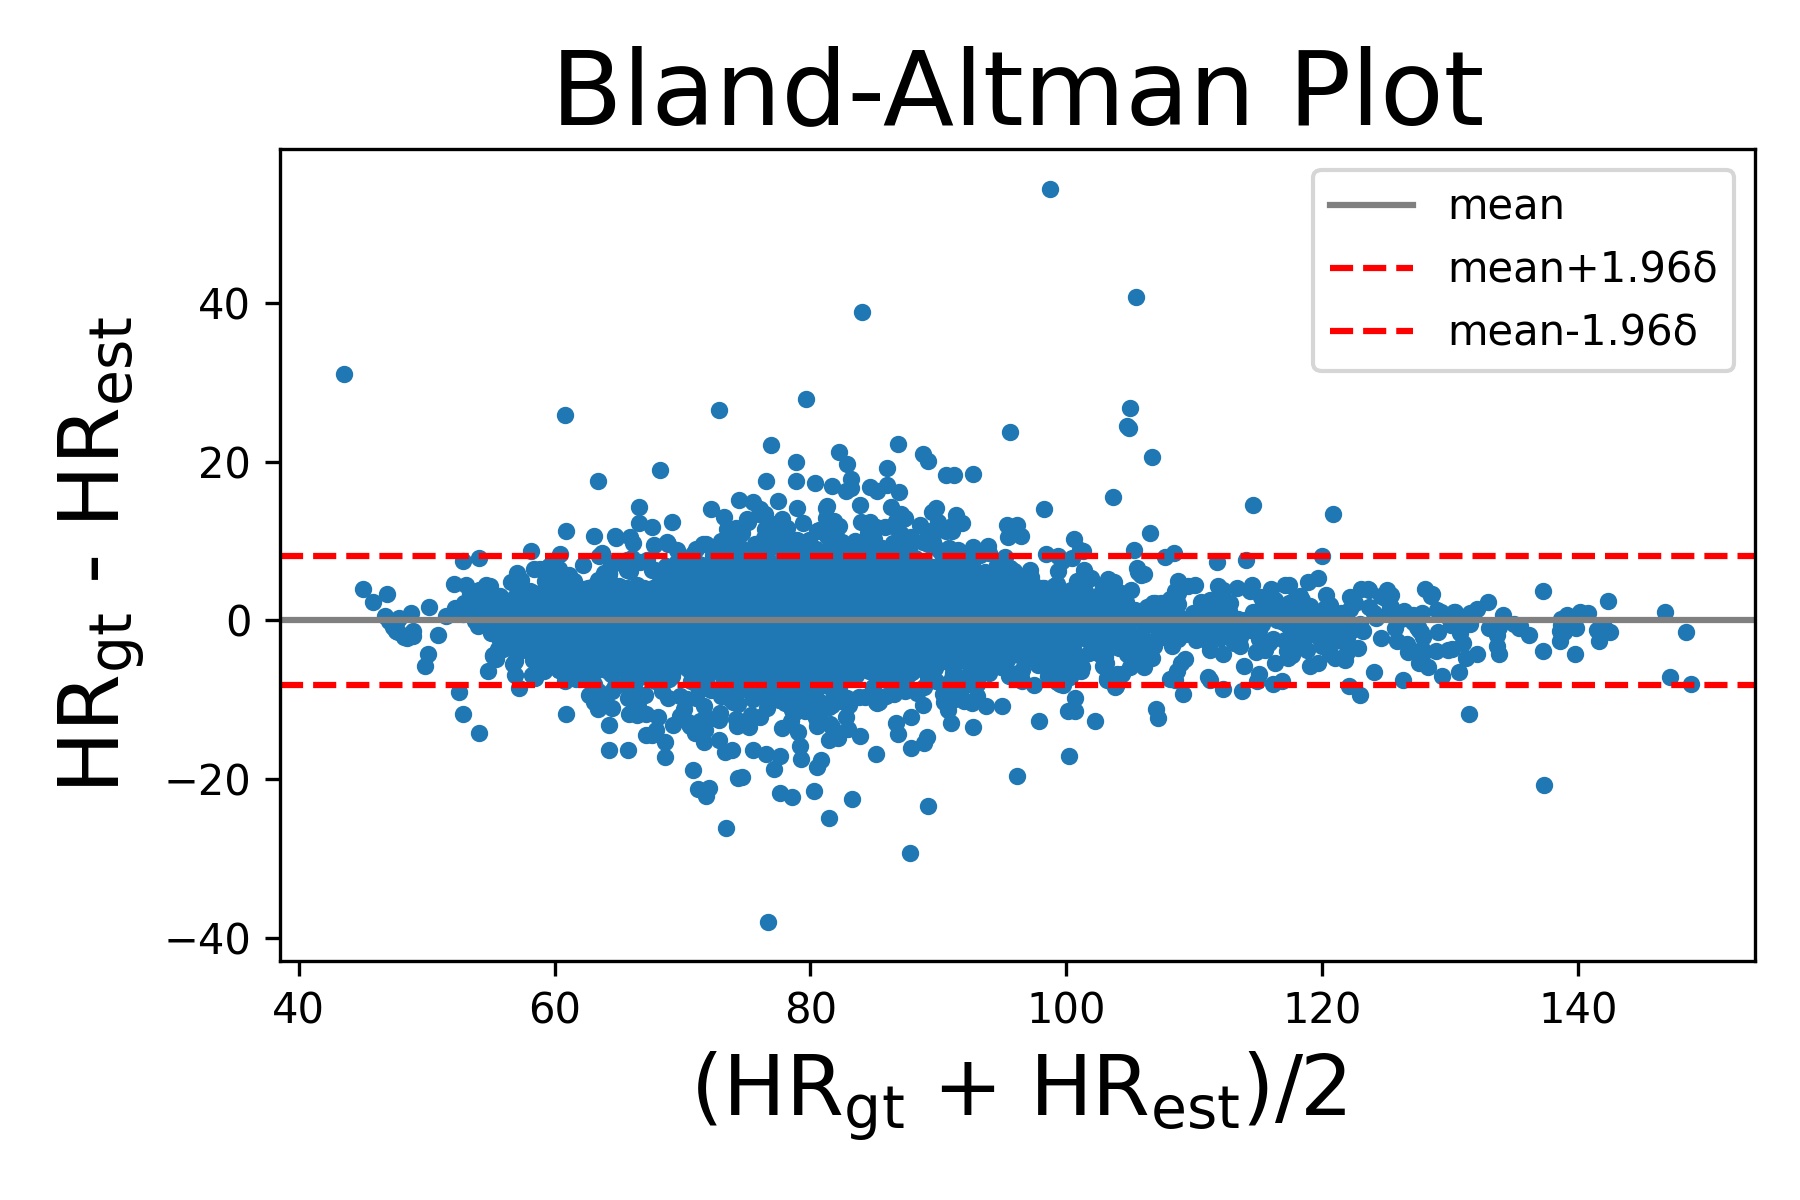 Bland-Altman Plot
mean
mean+1.96δ
mean-1.96δ
HRgt - HRest
40
20
0
−20
−40
40 60 80 100 120 140
(HRgt + HRest)/2